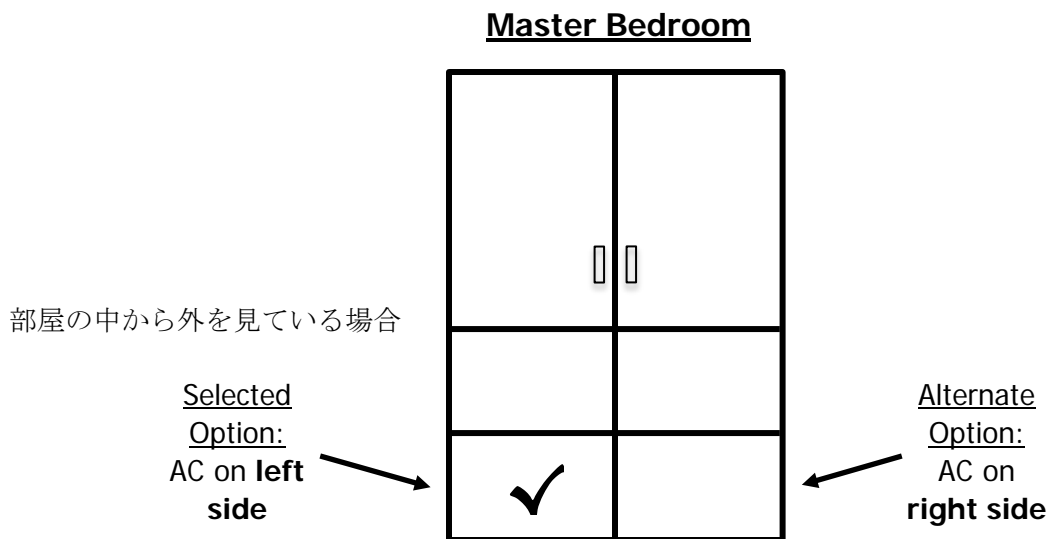 Master Bedroom
部屋の中から外を見ている場合
Selected
Option:
AC on left
side
Alternate
Option:
AC on
right side